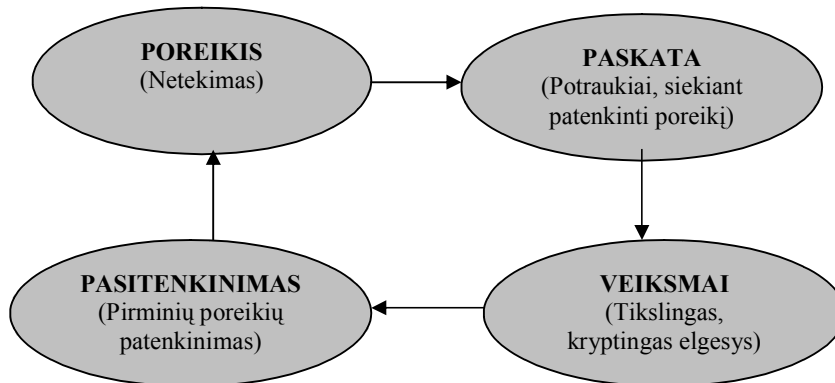 POREIKIS
(Netekimas)
PASKATA
(Potraukiai, siekiant
patenkinti poreikį)
PASITENKINIMAS
(Pirminių poreikių
patenkinimas)
VEIKSMAI
(Tikslingas,
kryptingas elgesys)